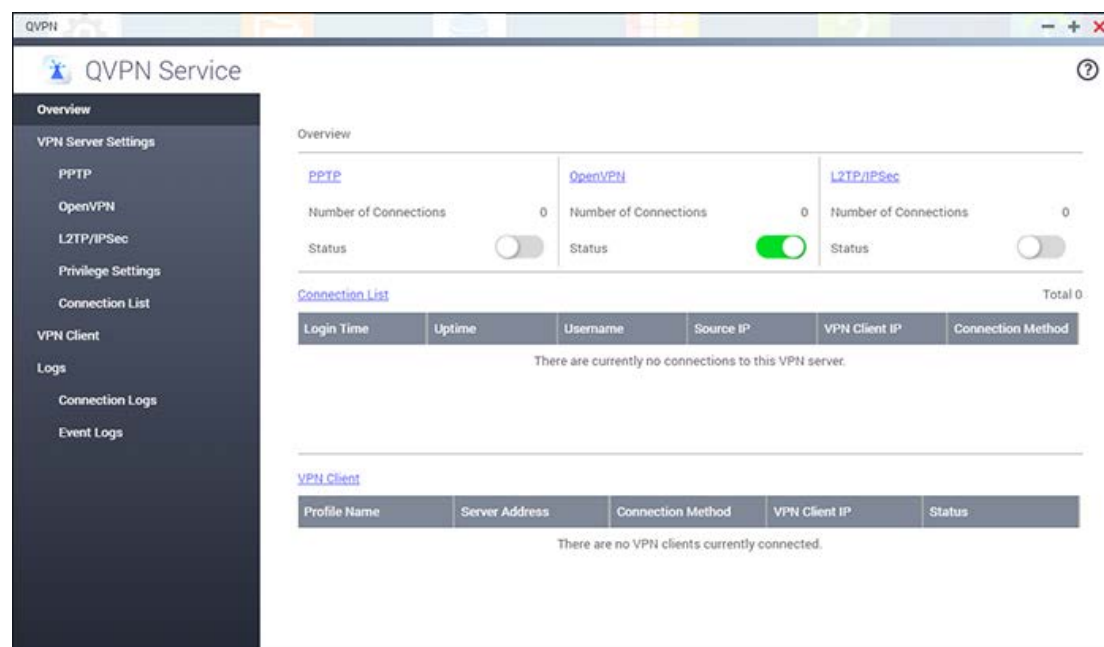 QVPN
QVPN Service
Overview
VPN Server Settings
PPTP
OpenVPN
L2TP/IPSec
Privilege Settings
Connection List
VPN Client
Logs
Connection Logs
Event Logs
Overview
PPTP OpenVPN L2TP/IPSec
Number of Connections 0 Number of Connections 0 Number of Connections 0
Status Status Status
Connection List Total 0
Login Time Uptime Username Source IP VPN Client IP Connection Method
There are currently no connections to this VPN server.
VPN Client
Profile Name Server Address Connection Method VPN Client IP Status
There are no VPN clients currently connected.